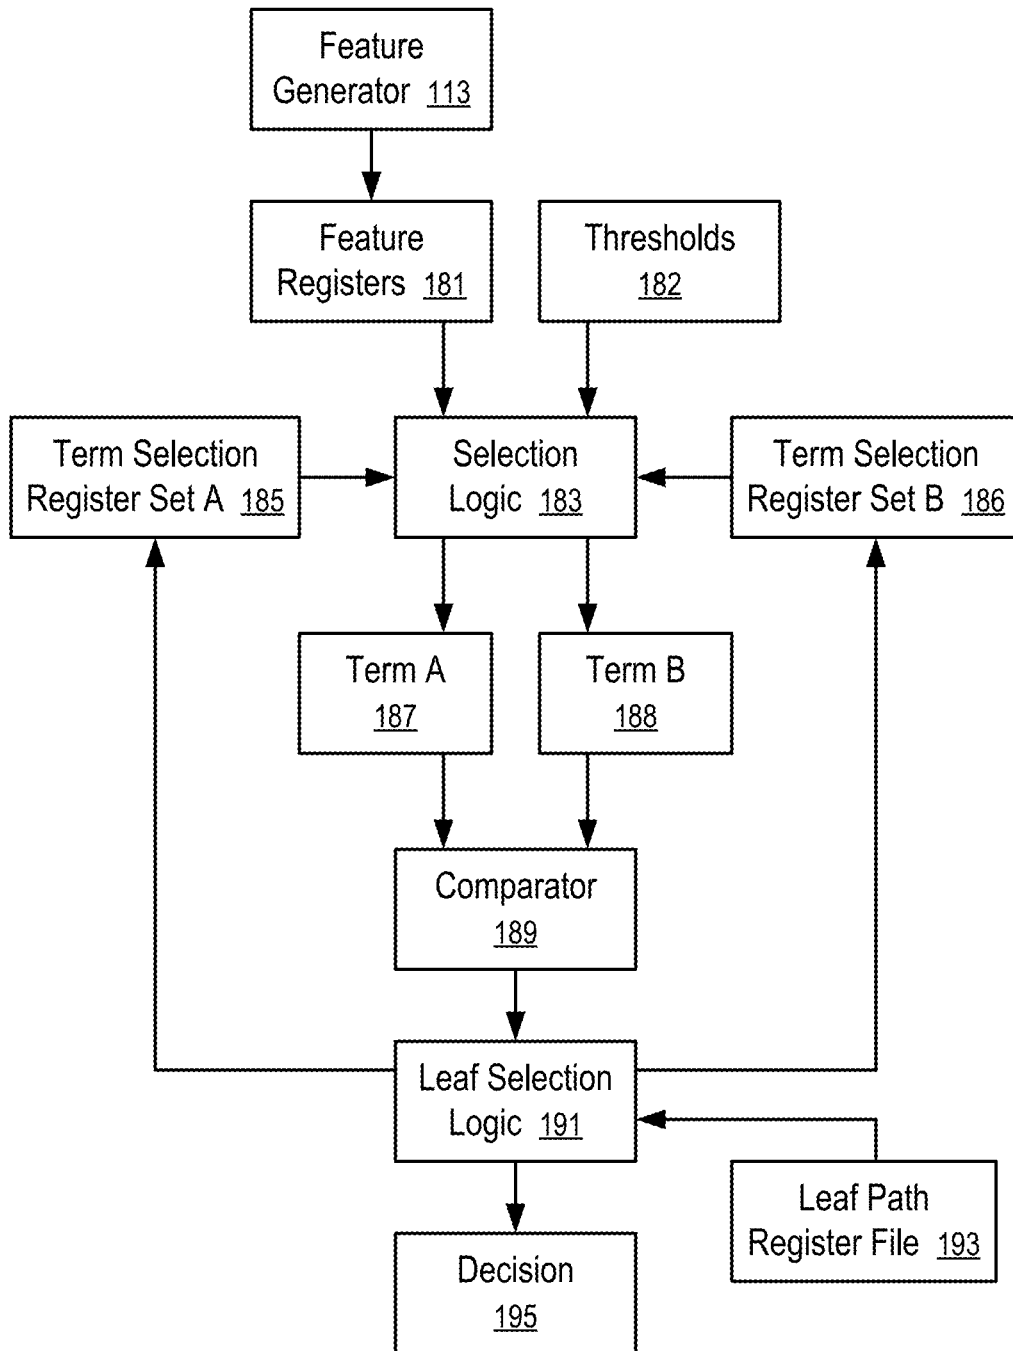 Feature
Generator 113
Feature
Registers 181
Thresholds
182
Term Selection
Register Set A 185
Selection
Logic 183
Term Selection
Register Set B 186
Term A
187
Term B
188
Comparator
189
Leaf Selection
Logic 191
Leaf Path
Register File 193
Decision
195